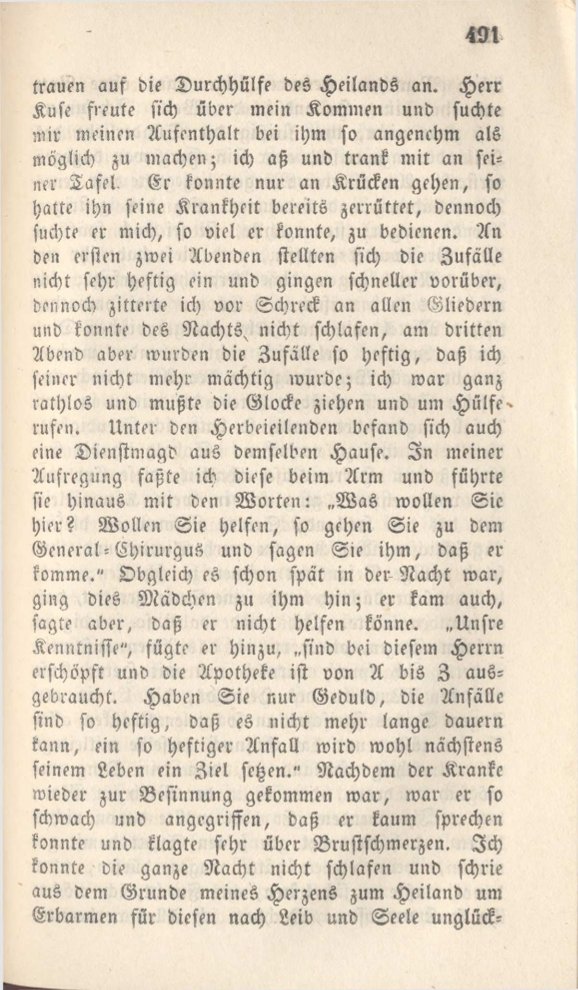 491
trauen auf die Durchhülfe des Heilands an. Herr
Kuse freute sich über mein Kommen und suchte
mir meinen Aufenthalt bei ihm so angenehm als
möglich zu machen; ich aß und trank mit an sei-
ner Tafel. Er konnte nur an Krücken gehen, so
hatte ihn seine Krankheit bereits zerrüttet, dennoch
suchte er mich, so viel er konnte, zu bedienen. An
den ersten zwei Abenden stellten sich die Zufälle
nicht sehr heftig ein und gingen schneller vorüber,
dennoch zitterte ich vor Schreck an allen Gliedern
und konnte des Nachts nicht schlafen, am dritten
Abend aber wurden die Zufälle so heftig, daß ich
seiner nicht mehr mächtig wurde; ich war ganz
rathlos und mußte die Glocke ziehen und um Hülfe
rufen. Unter den Herbeieilenden befand sich auch
eine Dienstmagd aus demselben Hause. In meiner
Aufregung faßte ich diese beim Arm und führte
sie hinaus mit den Worten: „Was wollen Sie
hier? Wollen Sie helfen, so gehen Sie zu dem
General-Chirurgus und sagen Sie ihm, daß er
komme.“ Obgleich es schon spät in der Nacht war,
ging dies Mädchen zu ihm hin; er kam auch,
sagte aber, daß er nicht helfen könne. „Unsre
Kenntnisse“, fügte er hinzu, „sind bei diesem Herrn
erschöpft und die Apotheke ist von A bis Z aus-
gebraucht. Haben Sie nur Geduld, die Anfälle
sind so heftig, daß es nicht mehr lange dauern
kann, ein so heftiger Anfall wird wohl nächstens
seinem Leben ein Ziel setzen.“ Nachdem der Kranke
wieder zur Besinnung gekommen war, war er so
schwach und angegriffen, daß er kaum sprechen
konnte und klagte sehr über Brustschmerzen. Ich
konnte die ganze Nacht nicht schlafen und schrie
aus dem Grunde meines Herzens zum Heiland um
Erbarmen für diesen nach Leib und Seele unglück-